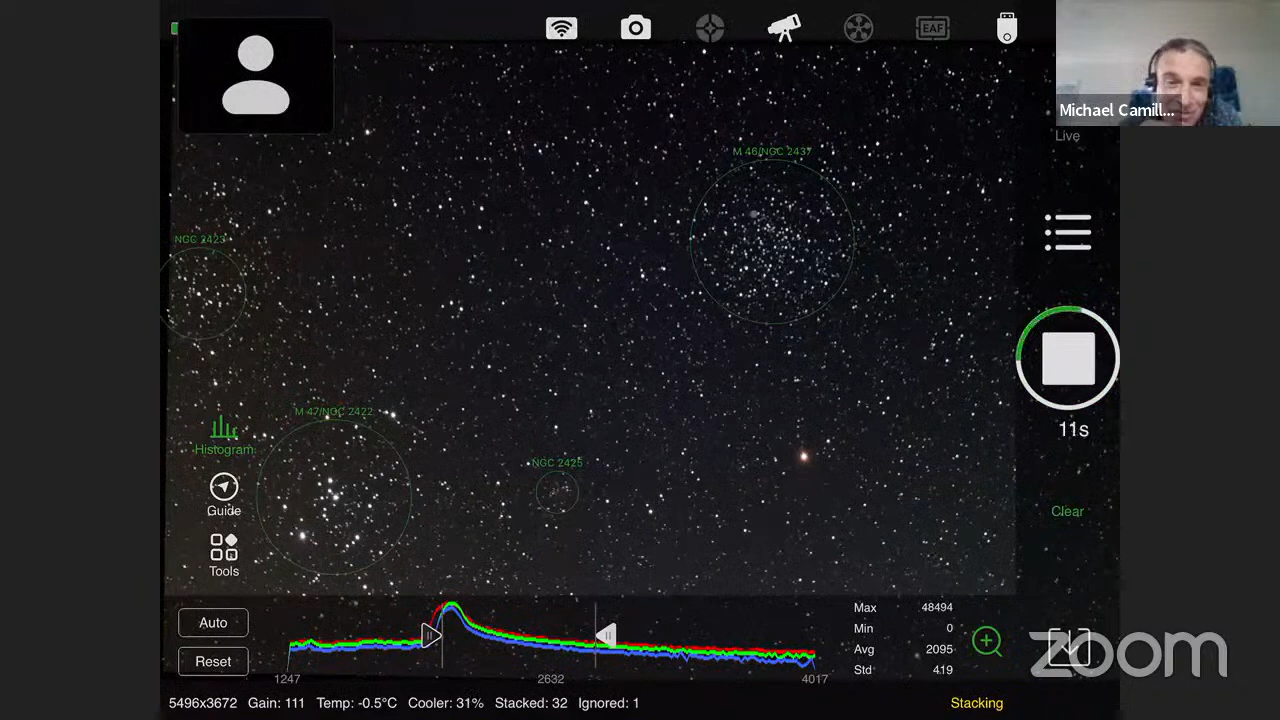 EAF
Michael Camill...
Live
M 46/NGC 2437
NGC 2423
M 47/NGC 2422
NGC 2425
Histogram
Guide
Tools
11s
Clear
Auto
Reset
Max 48494
Min 0
Avg 2095
Std 419
1247 2632 4017
zoom
5496x3672 Gain: 111 Temp: -0.5°C Cooler: 31% Stacked: 32 Ignored: 1 Stacking